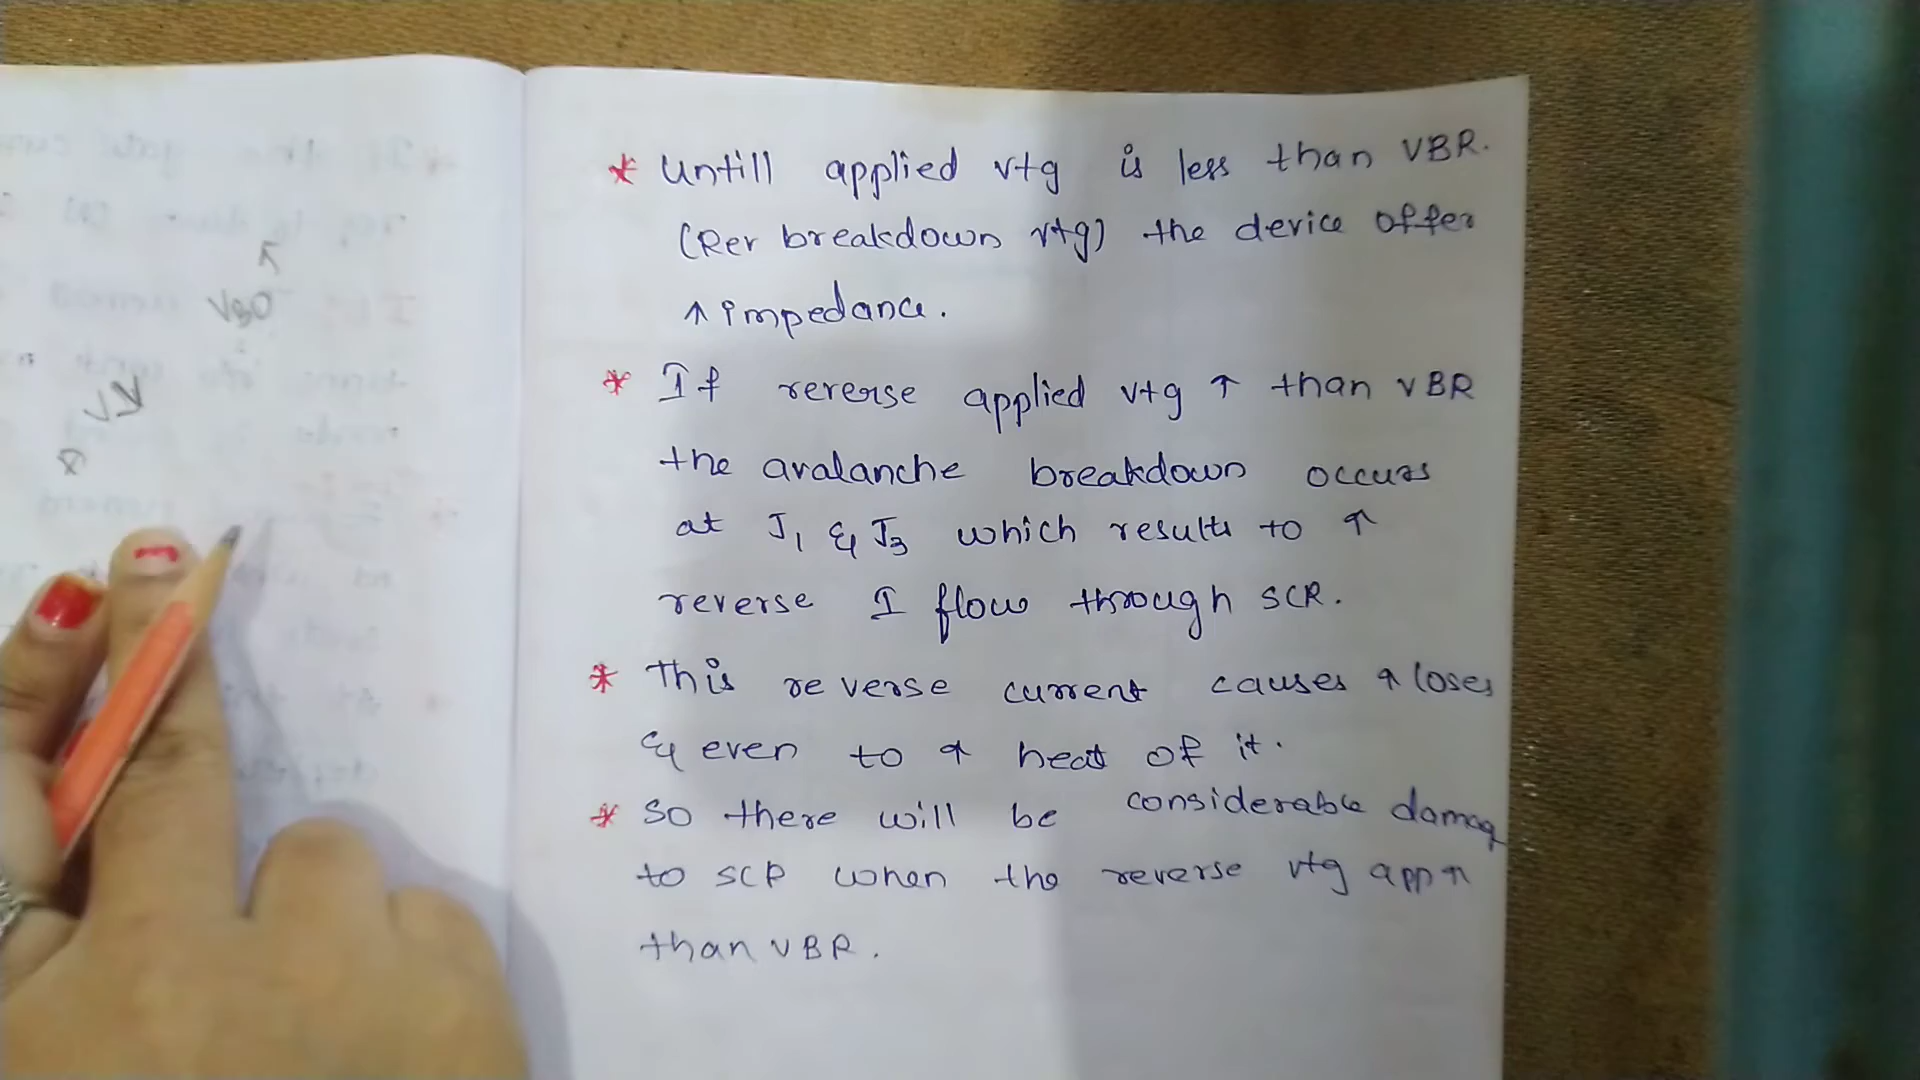 VBO
* Untill applied vtg is less than VBR.
(Rev breakdown vtg) the device offer
↑ impedance.
* If reverse applied vtg ↑ than VBR
the avalanche breakdown occurs
at J1 & J3 which results to ↑
reverse I flow through SCR.
* This reverse current causes ↑ loses
& even to ↑ heat of it.
* So there will be considerable damag
to SCR when the reverse vtg app ↑
than VBR.